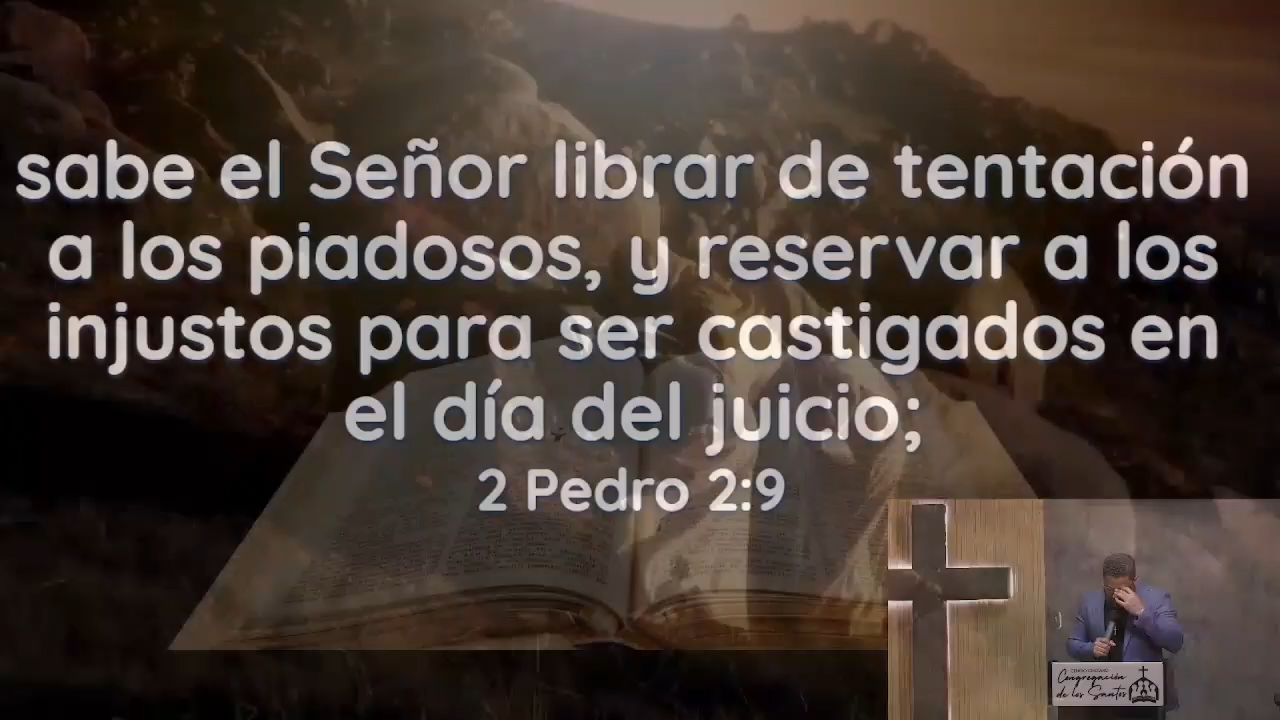 sabe el Señor librar de tentación
a los piadosos, y reservar a los
injustos para ser castigados en
el día del juicio;
2 Pedro 2:9
Congregación
de los Santos